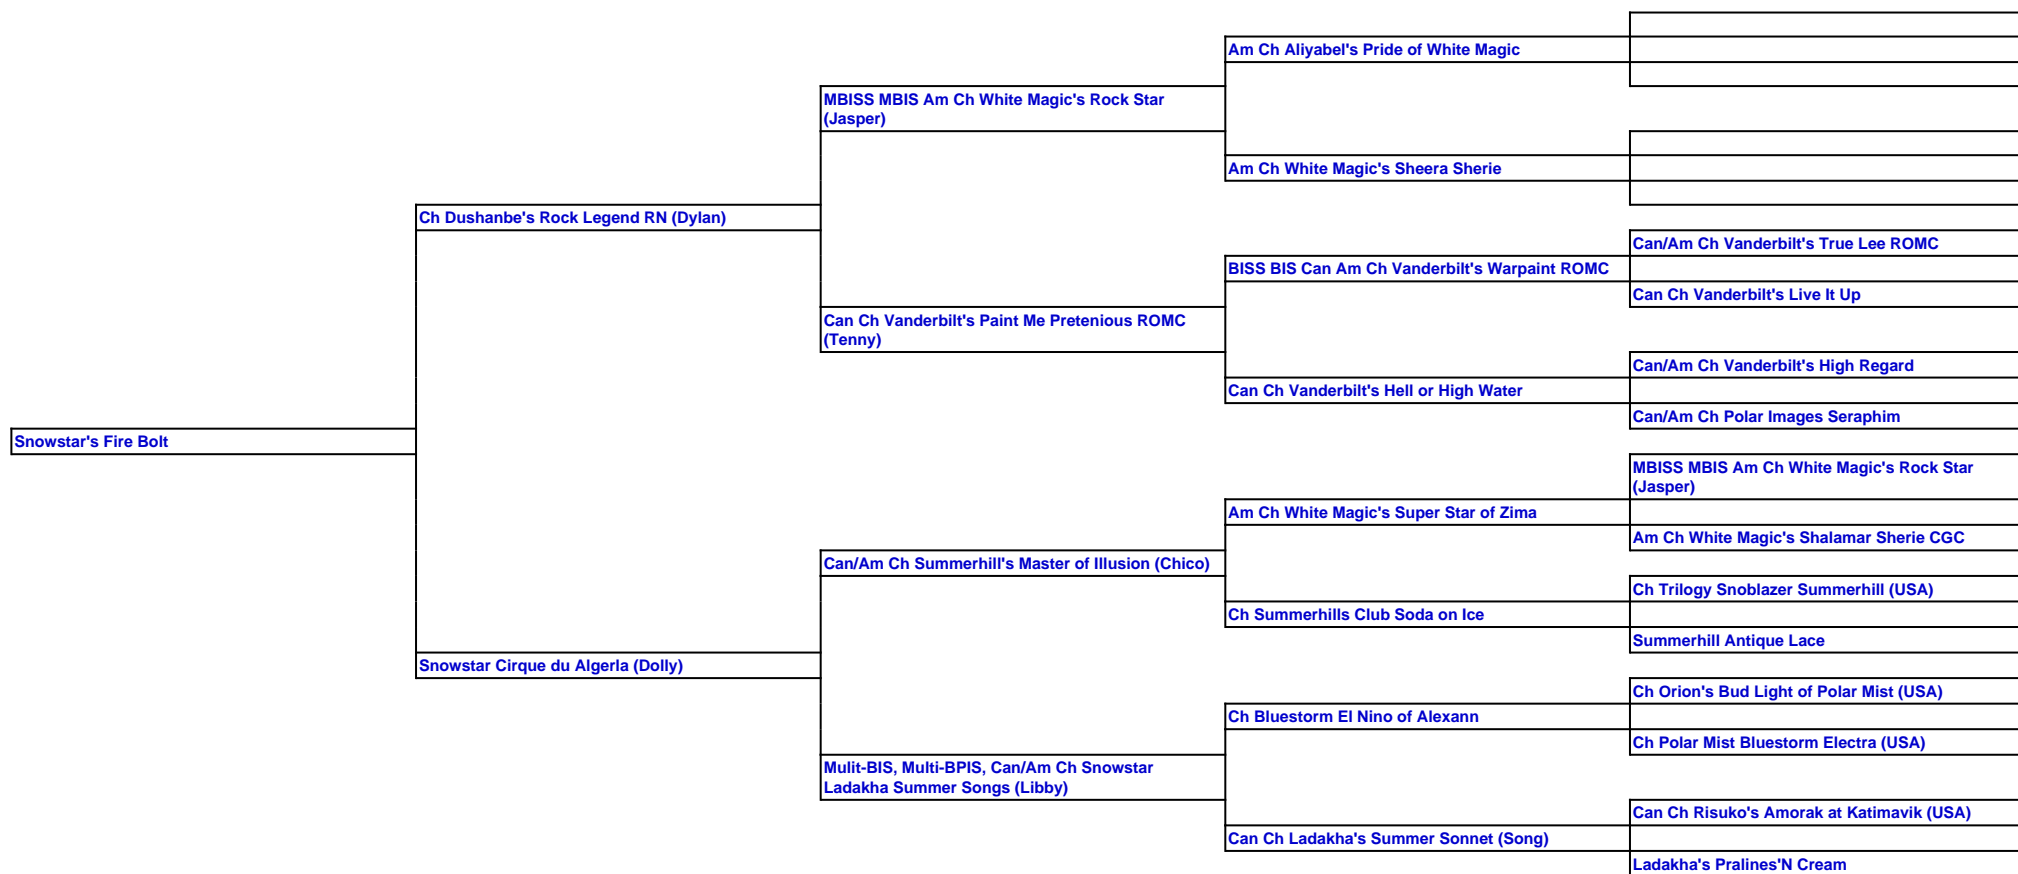 Am Ch Aliyabel's Pride of White Magic
MBISS MBIS Am Ch White Magic's Rock Star
(Jasper)
Am Ch White Magic's Sheera Sherie
Ch Dushanbe's Rock Legend RN (Dylan)
Can/Am Ch Vanderbilt's True Lee ROMC
BISS BIS Can Am Ch Vanderbilt's Warpaint ROMC
Can Ch Vanderbilt's Live It Up
Can Ch Vanderbilt's Paint Me Pretenious ROMC
(Tenny)
Can/Am Ch Vanderbilt's High Regard
Can Ch Vanderbilt's Hell or High Water
Can/Am Ch Polar Images Seraphim
Snowstar's Fire Bolt
MBISS MBIS Am Ch White Magic's Rock Star
(Jasper)
Am Ch White Magic's Super Star of Zima
Am Ch White Magic's Shalamar Sherie CGC
Can/Am Ch Summerhill's Master of Illusion (Chico)
Ch Trilogy Snoblazer Summerhill (USA)
Ch Summerhills Club Soda on Ice
Summerhill Antique Lace
Snowstar Cirque du Algerla (Dolly)
Ch Orion's Bud Light of Polar Mist (USA)
Ch Bluestorm El Nino of Alexann
Ch Polar Mist Bluestorm Electra (USA)
Mulit-BIS, Multi-BPIS, Can/Am Ch Snowstar
Ladakha Summer Songs (Libby)
Can Ch Risuko's Amorak at Katimavik (USA)
Can Ch Ladakha's Summer Sonnet (Song)
Ladakha's Pralines'N Cream